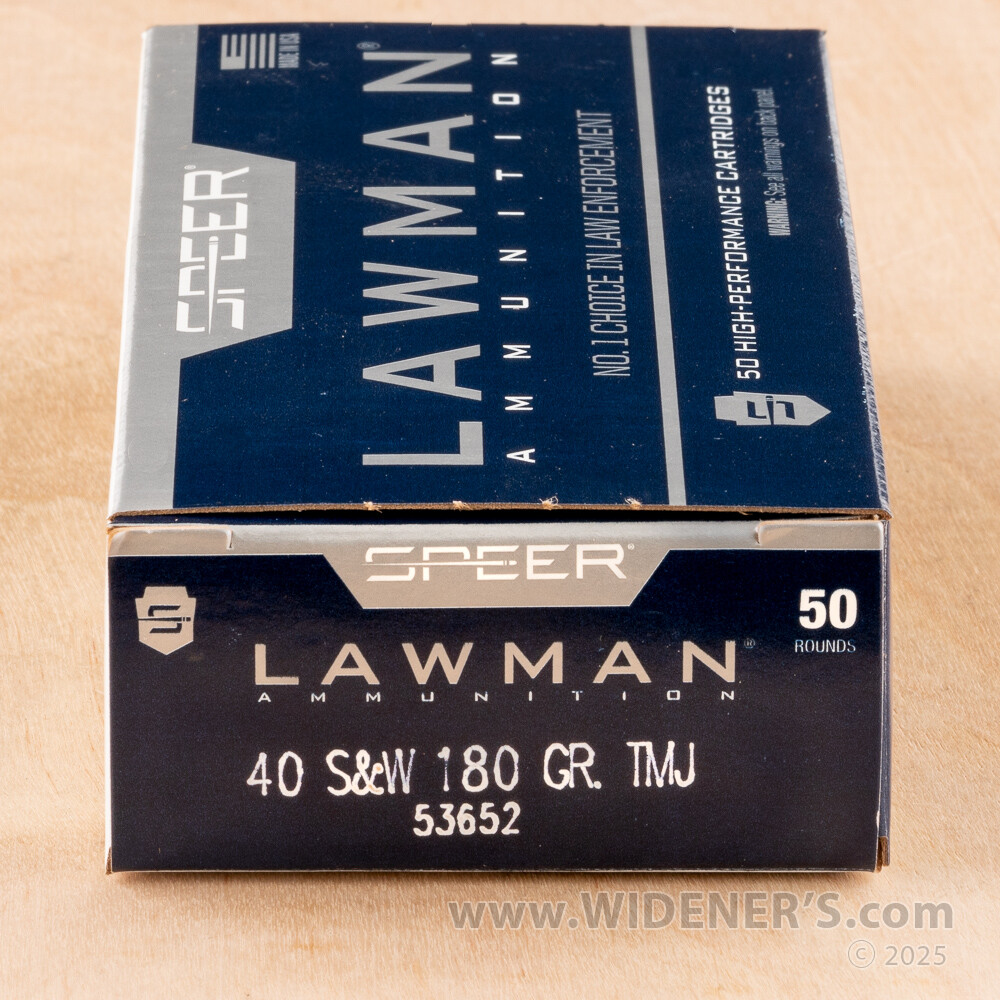 MADE IN USA
SPEER®
LAWMAN®
AMMUNITION
NO. 1 CHOICE IN LAW ENFORCEMENT
50 HIGH-PERFORMANCE CARTRIDGES
WARNING: See all warnings on back panel.
SPEER®
50
ROUNDS
LAWMAN®
AMMUNITION
40 S&W 180 GR. TMJ
53652
www.WIDENER'S.com
© 2025